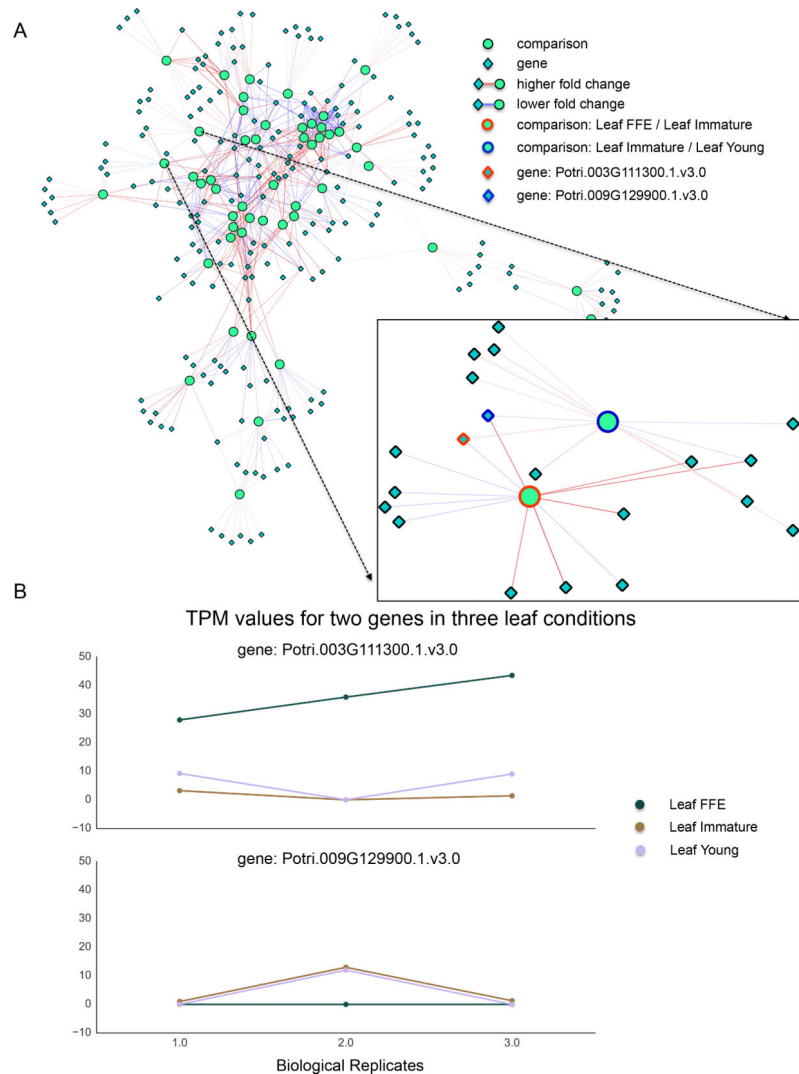 A
comparison
gene
higher fold change
lower fold change
comparison: Leaf FFE / Leaf Immature
comparison: Leaf Immature / Leaf Young
gene: Potri.003G111300.1.v3.0
gene: Potri.009G129900.1.v3.0
B
TPM values for two genes in three leaf conditions
gene: Potri.003G111300.1.v3.0
50
40
30
20
10
0
−10
Leaf FFE
Leaf Immature
Leaf Young
gene: Potri.009G129900.1.v3.0
50
40
30
20
10
0
−10
1.0 2.0 3.0
Biological Replicates